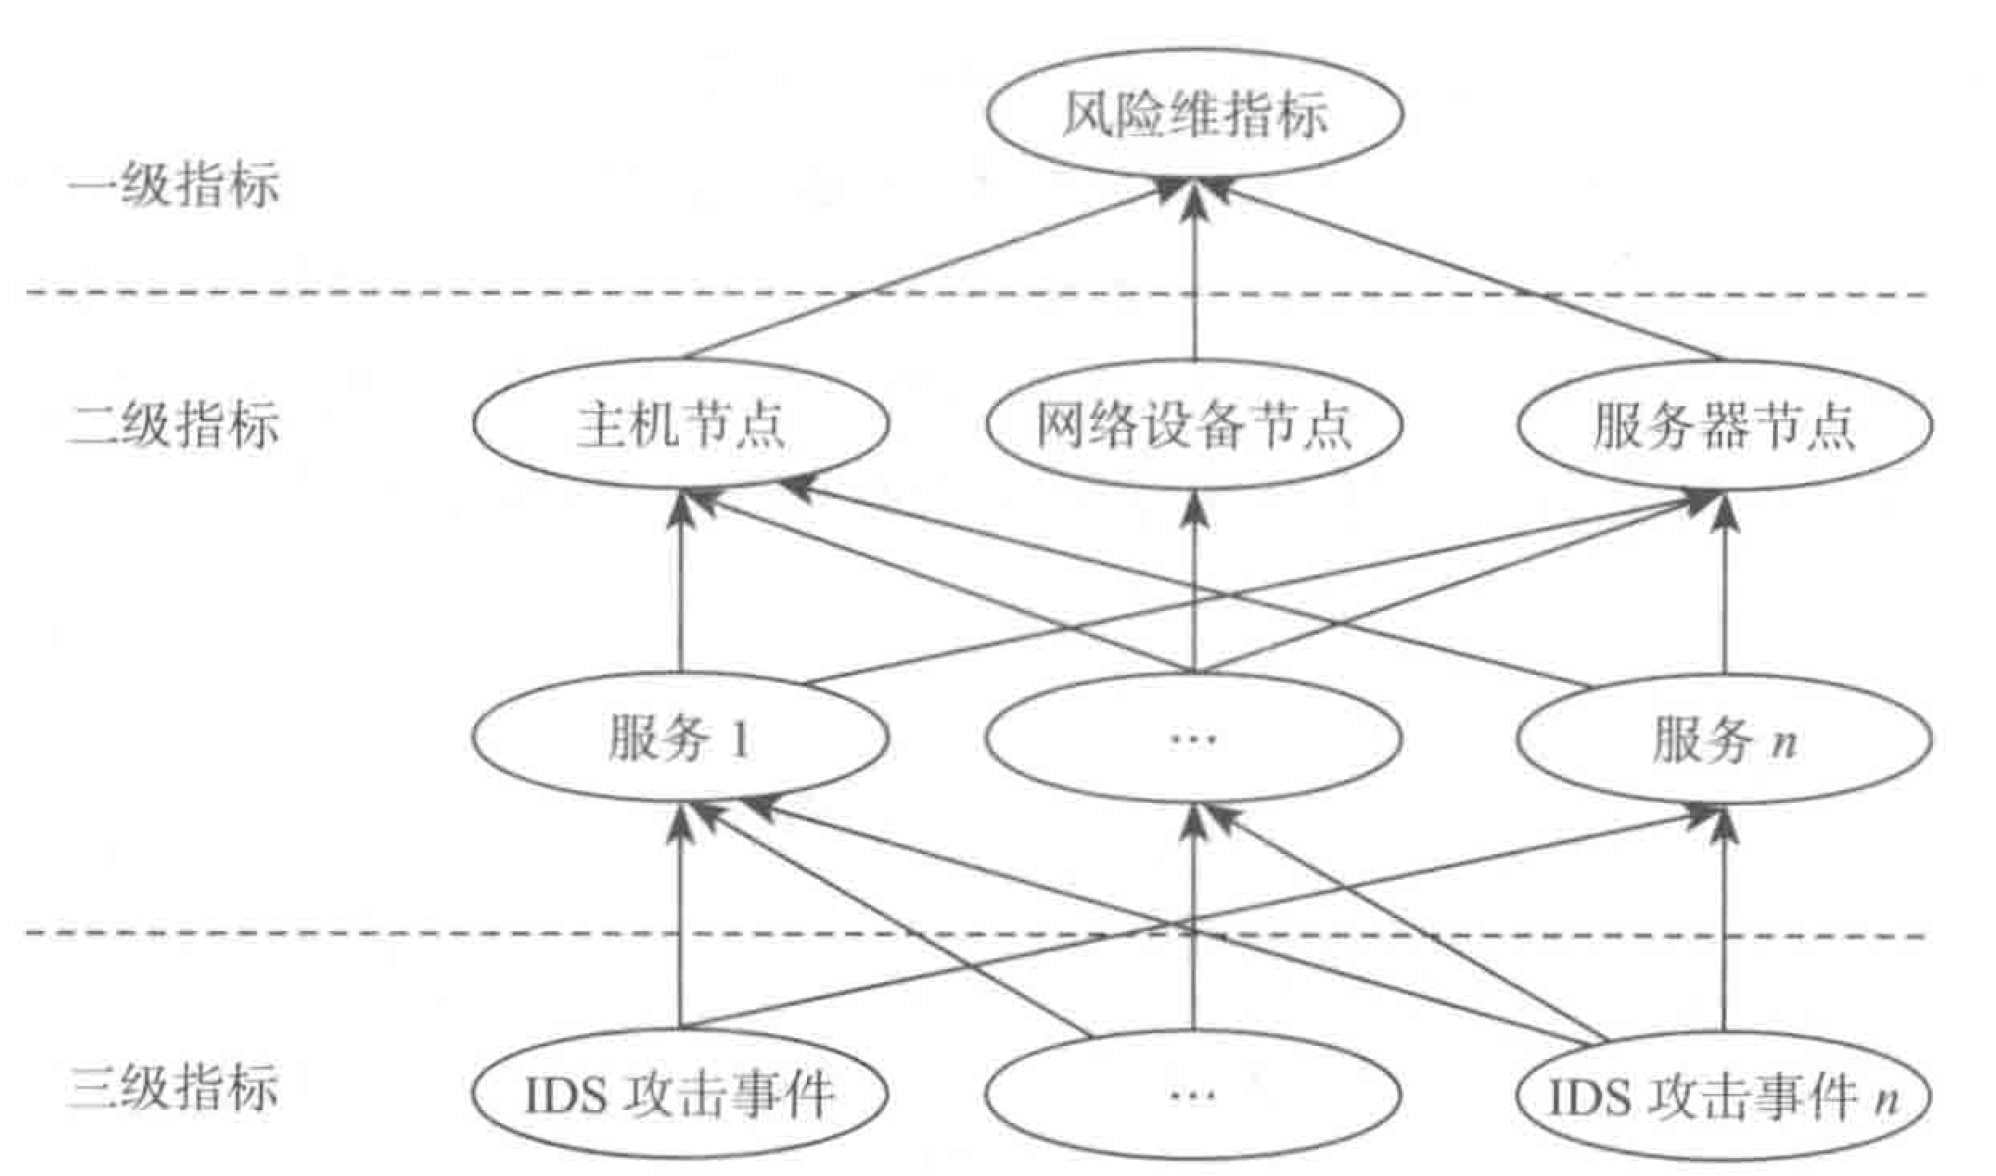 风险维指标
一级指标
二级指标
主机节点
网络设备节点
服务器节点
服务 1
…
服务 n
三级指标
IDS 攻击事件
…
IDS 攻击事件 n